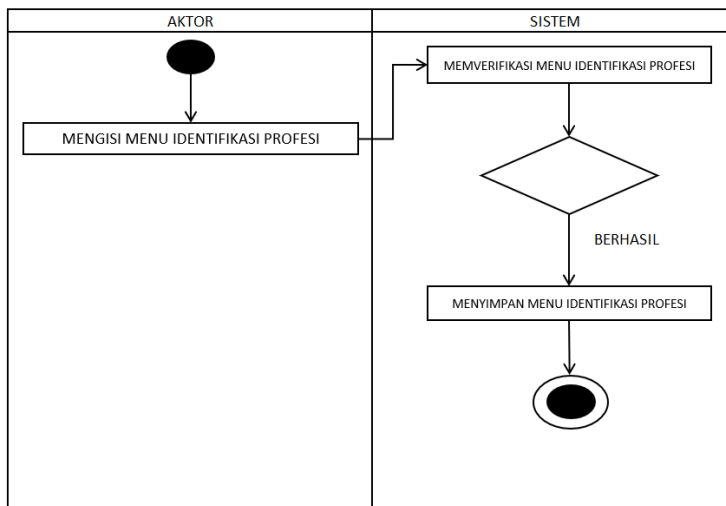 AKTOR
SISTEM
MEMVERIFIKASI MENU IDENTIFIKASI PROFESI
MENGISI MENU IDENTIFIKASI PROFESI
BERHASIL
MENYIMPAN MENU IDENTIFIKASI PROFESI